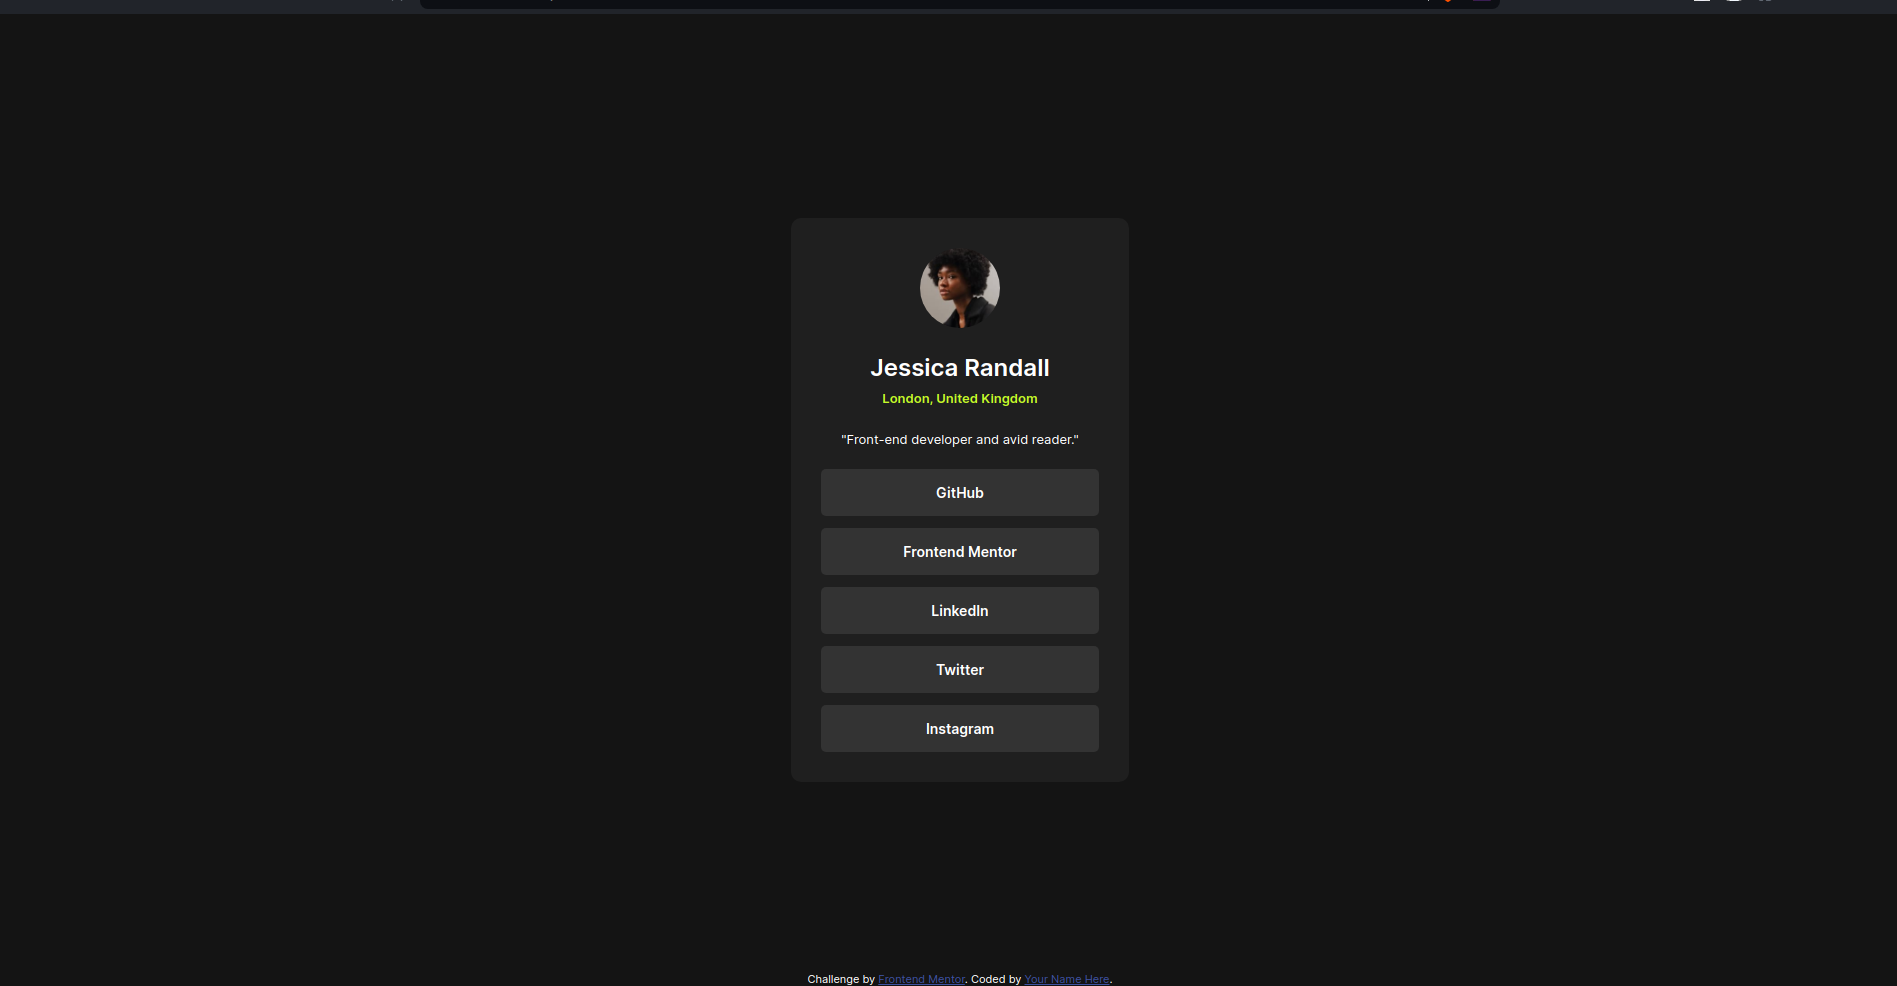 Jessica Randall
London, United Kingdom
"Front-end developer and avid reader."
GitHub
Frontend Mentor
LinkedIn
Twitter
Instagram
Challenge by Frontend Mentor. Coded by Your Name Here.